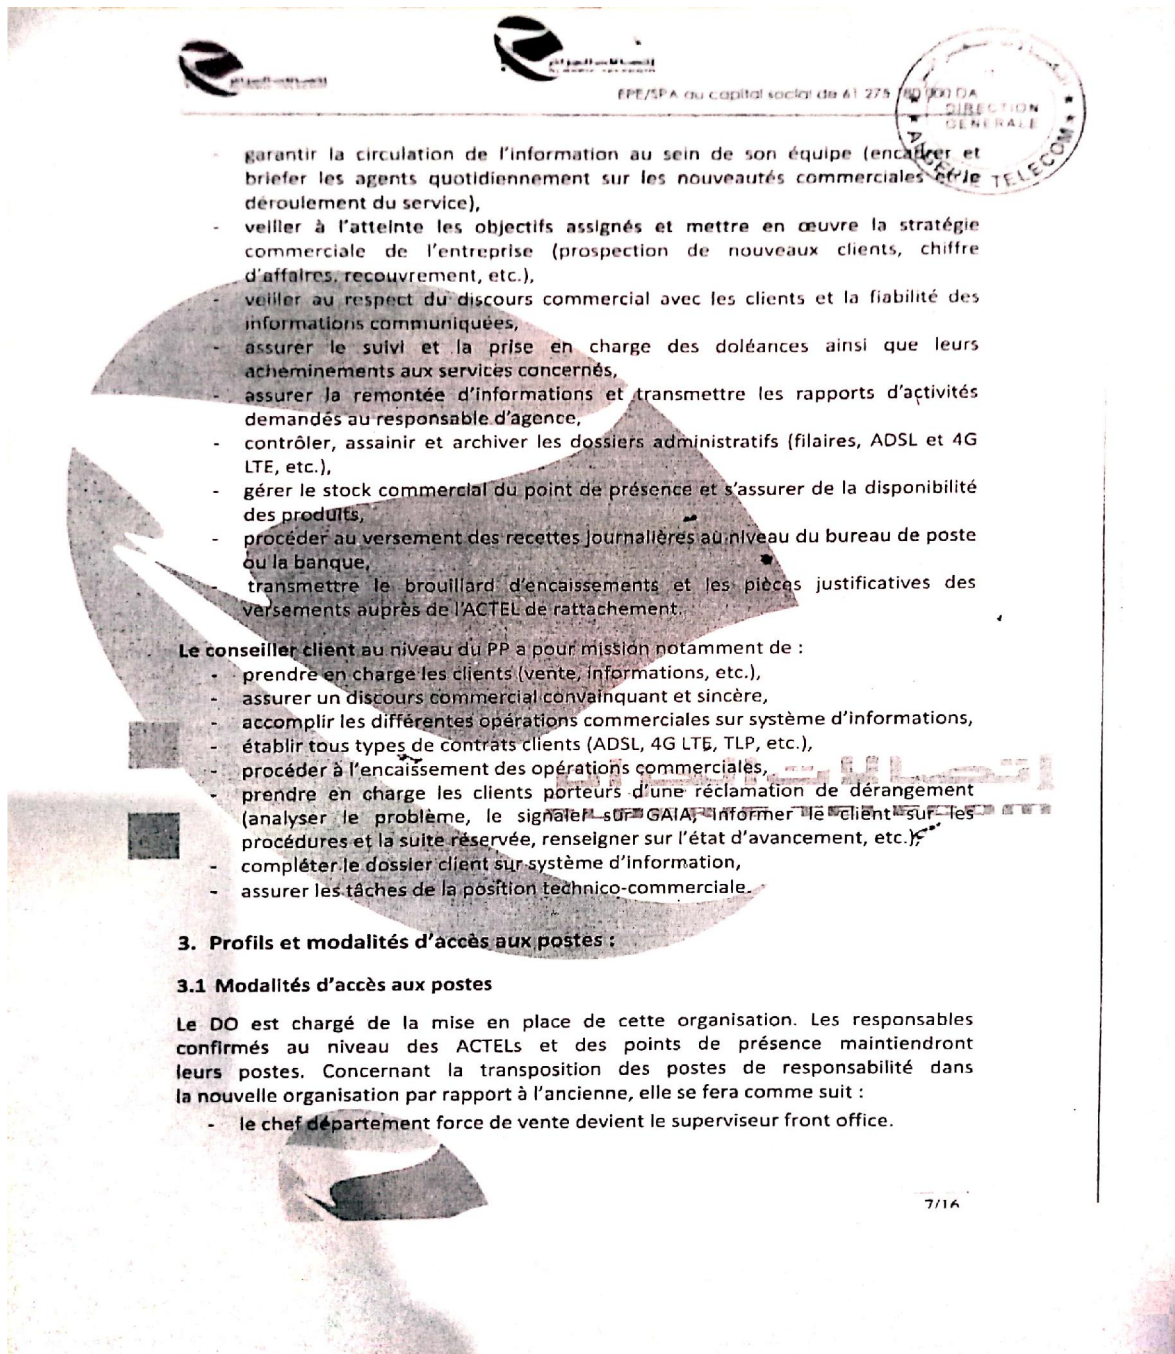 اتصالات الجزائر
اتصالات الجزائر
EPE/SPA au capital social de 61 275 180 000 DA
DIRECTION
GENERALE
ALGERIE TELECOM
- garantir la circulation de l'information au sein de son équipe (encadrer et
briefer les agents quotidiennement sur les nouveautés commerciales et le
déroulement du service),
- veiller à l'atteinte les objectifs assignés et mettre en œuvre la stratégie
commerciale de l'entreprise (prospection de nouveaux clients, chiffre
d'affaires, recouvrement, etc.),
- veiller au respect du discours commercial avec les clients et la fiabilité des
informations communiquées,
- assurer le suivi et la prise en charge des doléances ainsi que leurs
acheminements aux services concernés,
- assurer la remontée d'informations et transmettre les rapports d'activités
demandés au responsable d'agence,
- contrôler, assainir et archiver les dossiers administratifs (filaires, ADSL et 4G
LTE, etc.),
- gérer le stock commercial du point de présence et s'assurer de la disponibilité
des produits,
- procéder au versement des recettes journalières au niveau du bureau de poste
ou la banque,
- transmettre le brouillard d'encaissements et les pièces justificatives des
versements auprès de l'ACTEL de rattachement.
Le conseiller client au niveau du PP a pour mission notamment de :
- prendre en charge les clients (vente, informations, etc.),
- assurer un discours commercial convainquant et sincère,
- accomplir les différentes opérations commerciales sur système d'informations,
- établir tous types de contrats clients (ADSL, 4G LTE, TLP, etc.),
- procéder à l'encaissement des opérations commerciales,
اتصالات الجزائر
- prendre en charge les clients porteurs d'une réclamation de dérangement
(analyser le problème, le signaler sur GAIA, informer le client sur les
procédures et la suite réservée, renseigner sur l'état d'avancement, etc.),
- compléter le dossier client sur système d'information,
- assurer les tâches de la position technico-commerciale.
3. Profils et modalités d'accès aux postes :
3.1 Modalités d'accès aux postes
Le DO est chargé de la mise en place de cette organisation. Les responsables
confirmés au niveau des ACTELs et des points de présence maintiendront
leurs postes. Concernant la transposition des postes de responsabilité dans
la nouvelle organisation par rapport à l'ancienne, elle se fera comme suit :
- le chef département force de vente devient le superviseur front office.
7/16